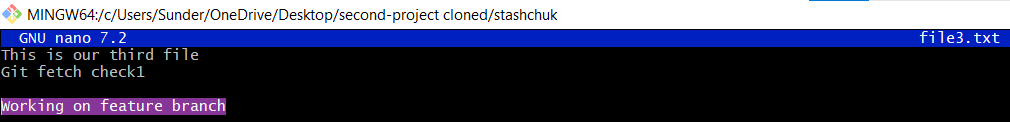 MINGW64:/c/Users/Sunder/OneDrive/Desktop/second-project cloned/stashchuk
GNU nano 7.2 file3.txt
This is our third file
Git fetch check1
Working on feature branch